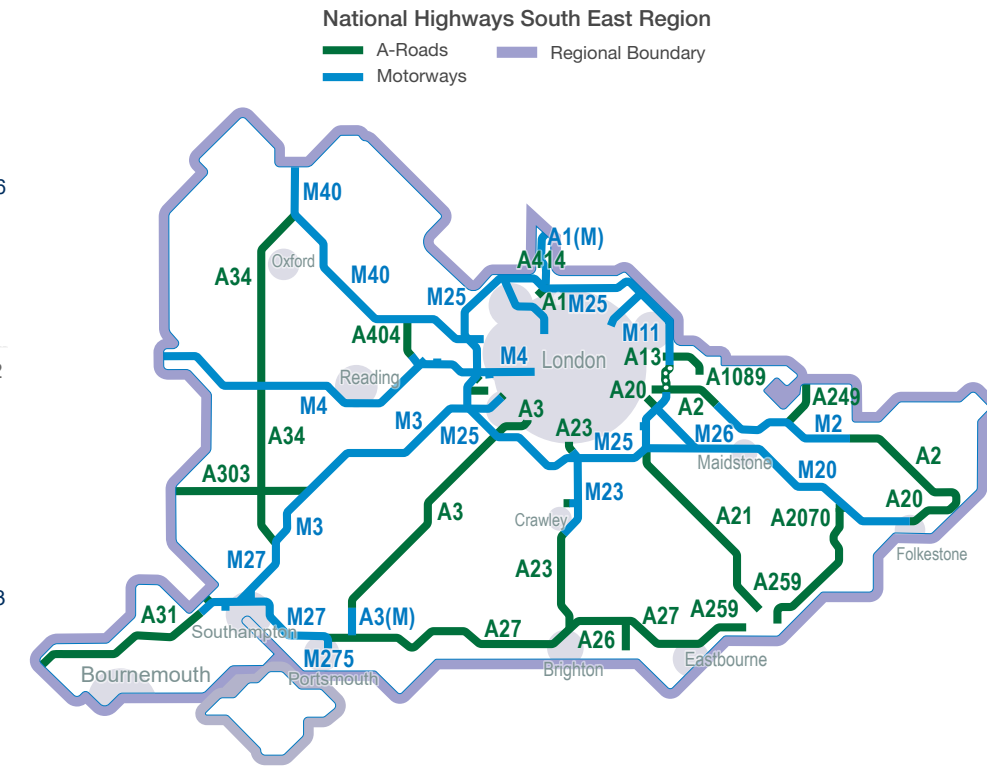 National Highways South East Region
A-Roads
Regional Boundary
Motorways
6
M40
A1(M)
A414
Oxford
A34
M40
M25
A1
M25
M11
A404
M4
London
A13
A1089
Reading
A20
A2
A249
M4
M3
A3
A23
M2
M25
M25
M26
A34
Maidstone
A2
A303
M20
M23
A20
M3
A3
Crawley
A21
A2070
Folkestone
M27
A23
A259
A31
M27
A3(M)
A259
A27
Southampton
A27
A26
M275
Eastbourne
Bournemouth
Portsmouth
Brighton